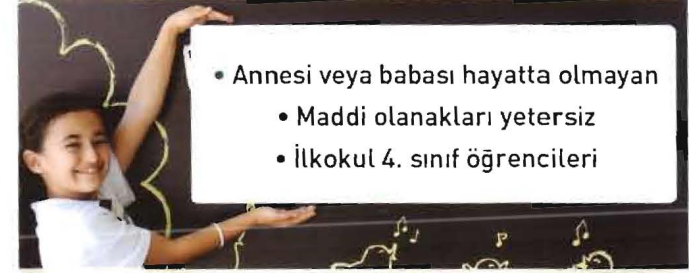 • Annesi veya babası hayatta olmayan
• Maddi olanakları yetersiz
• İlkokul 4. sınıf öğrencileri